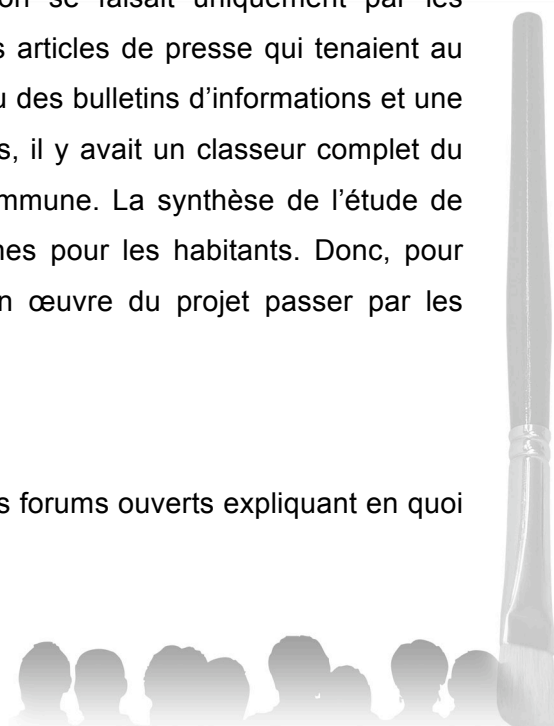 on se faisait uniquement par les
s articles de presse qui tenaient au
u des bulletins d’informations et une
s, il y avait un classeur complet du
mmune. La synthèse de l’étude de
nes pour les habitants. Donc, pour
n œuvre du projet passer par les
s forums ouverts expliquant en quoi